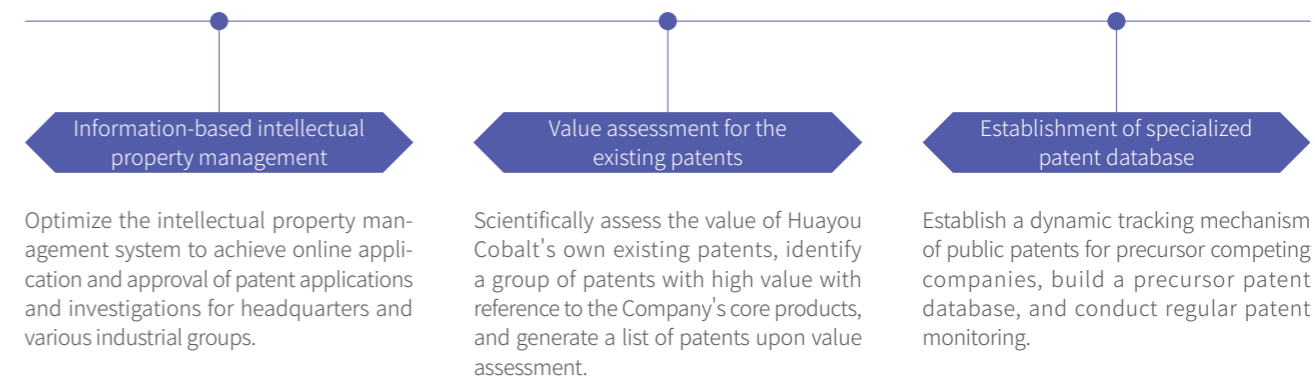 Information-based intellectual
property management
Optimize the intellectual property man-
agement system to achieve online appli-
cation and approval of patent applications
and investigations for headquarters and
various industrial groups.
Value assessment for the
existing patents
Scientifically assess the value of Huayou
Cobalt's own existing patents, identify
a group of patents with high value with
reference to the Company's core products,
and generate a list of patents upon value
assessment.
Establishment of specialized
patent database
Establish a dynamic tracking mechanism
of public patents for precursor competing
companies, build a precursor patent
database, and conduct regular patent
monitoring.